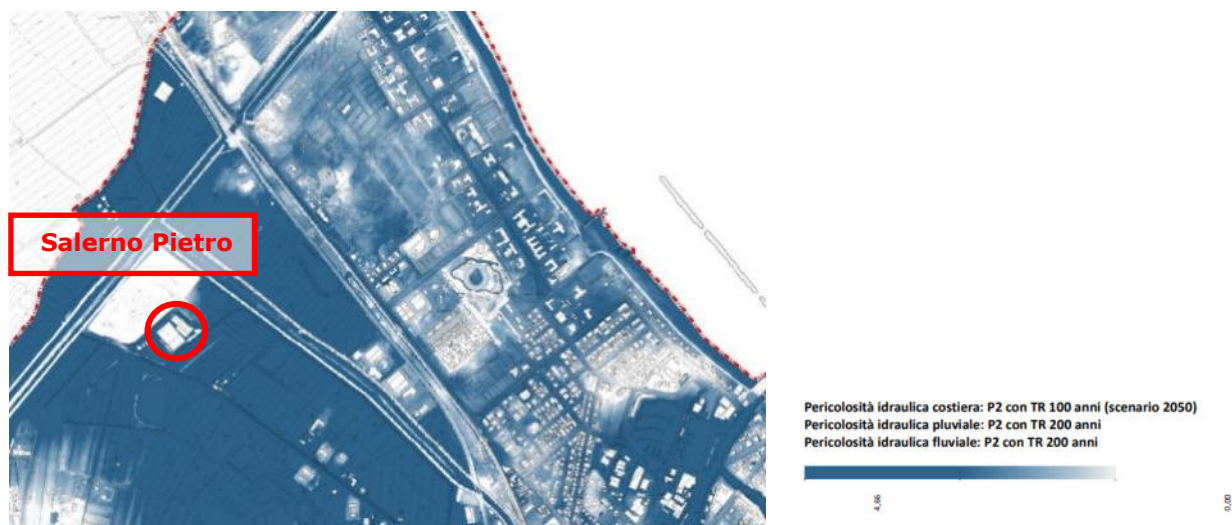 Salerno Pietro
Pericolosità idraulica costiera: P2 con TR 100 anni (scenario 2050)
Pericolosità idraulica pluviale: P2 con TR 200 anni
Pericolosità idraulica fluviale: P2 con TR 200 anni
4,66
0,00